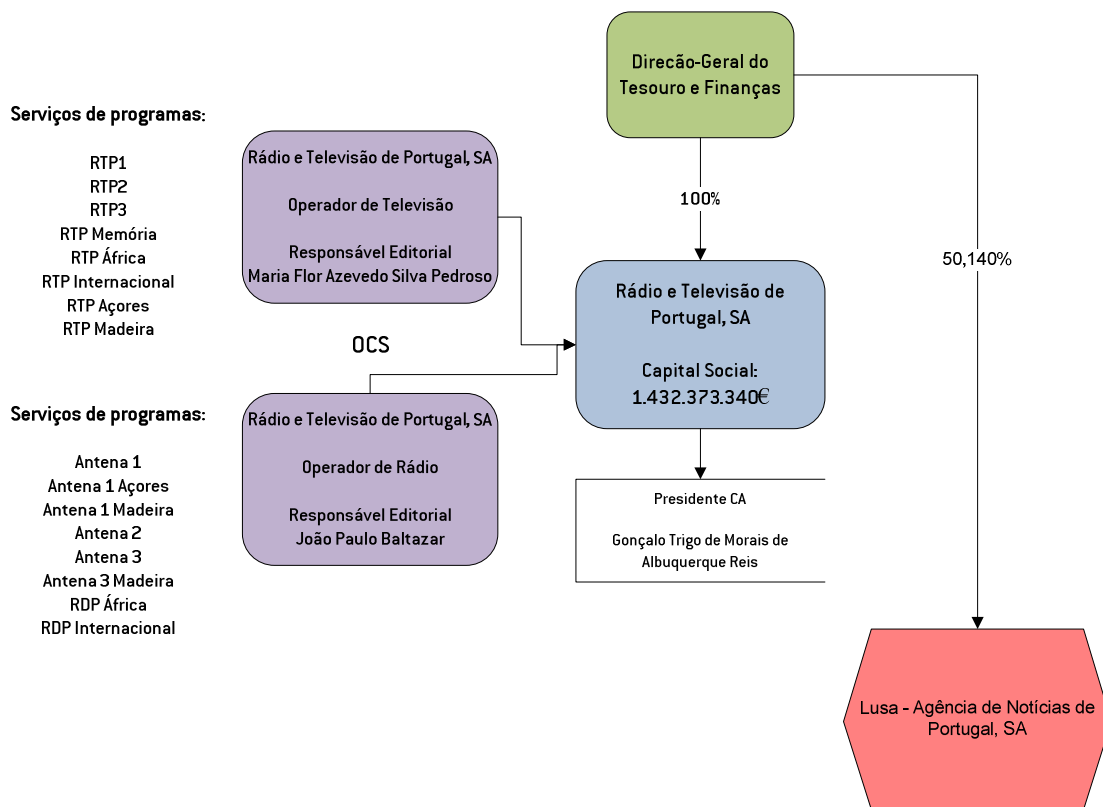 Direcão-Geral do
Tesouro e Finanças
Serviços de programas:
RTP1
RTP2
RTP3
RTP Memória
RTP África
RTP Internacional
RTP Açores
RTP Madeira
Rádio e Televisão de Portugal, SA
Operador de Televisão
Responsável Editorial
Maria Flor Azevedo Silva Pedroso
100%
50,140%
Rádio e Televisão de
Portugal, SA
Capital Social:
1.432.373.340€
OCS
Serviços de programas:
Antena 1
Antena 1 Açores
Antena 1 Madeira
Antena 2
Antena 3
Antena 3 Madeira
RDP África
RDP Internacional
Rádio e Televisão de Portugal, SA
Operador de Rádio
Responsável Editorial
João Paulo Baltazar
Presidente CA
Gonçalo Trigo de Morais de
Albuquerque Reis
Lusa - Agência de Notícias de
Portugal, SA